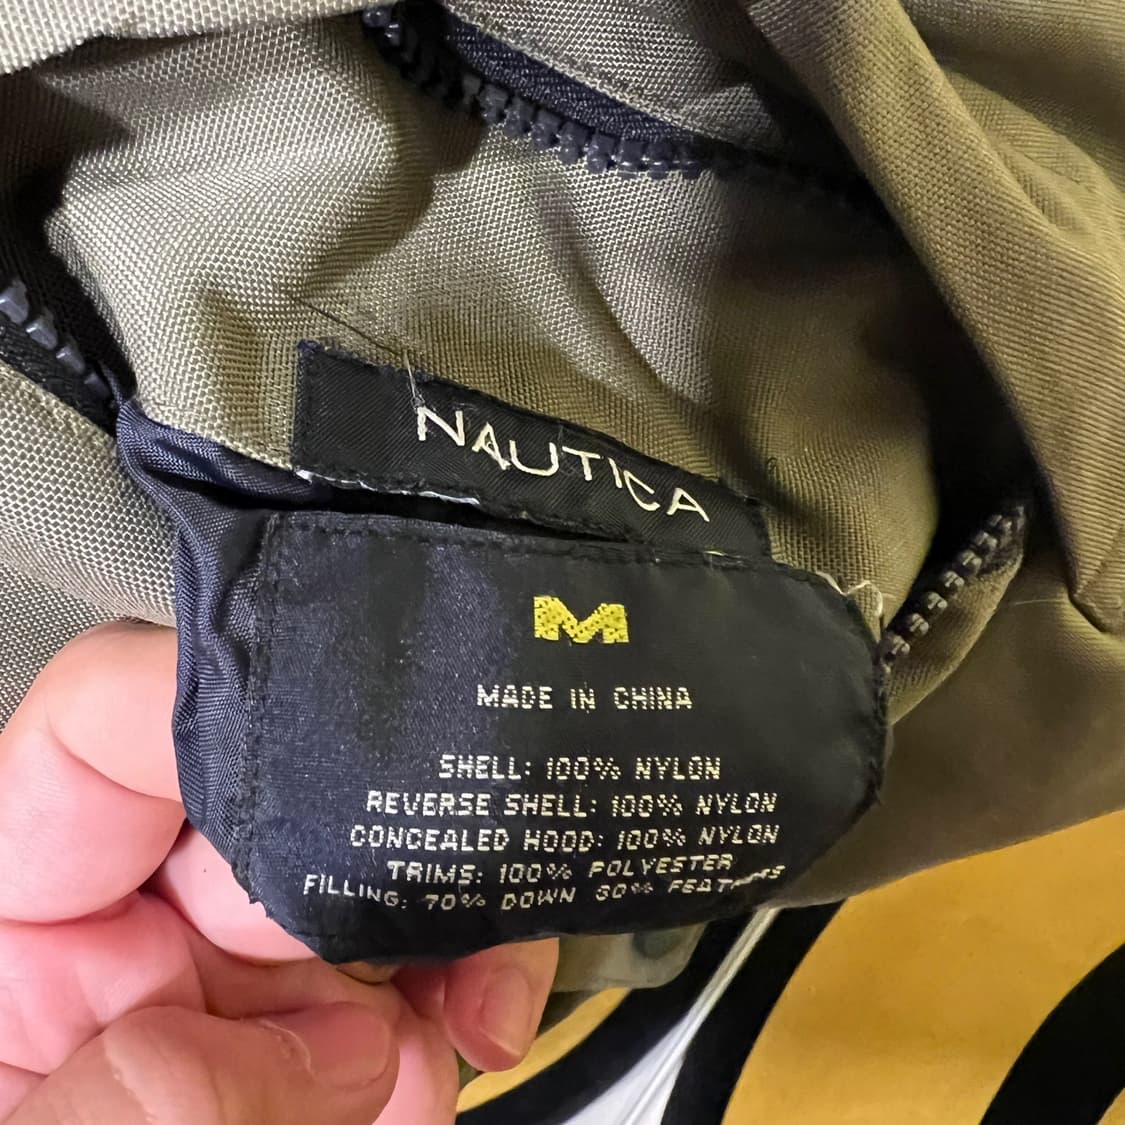 NAUTICA
M
MADE IN CHINA
SHELL: 100% NYLON
REVERSE SHELL: 100% NYLON
CONCEALED HOOD: 100% NYLON
TRIMS: 100% POLYESTER
FILLING: 70% DOWN 30% FEATHERS